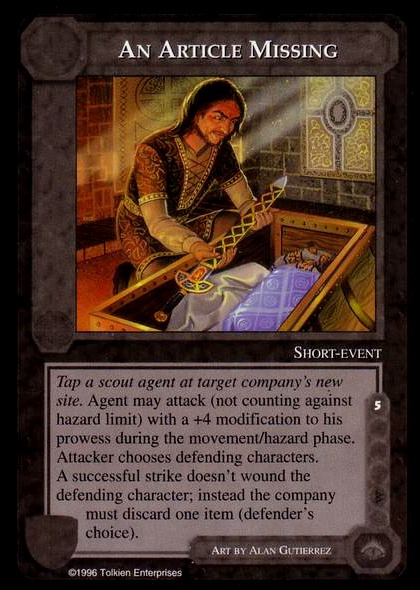 AN ARTICLE MISSING
SHORT-EVENT
Tap a scout agent at target company's new
site. Agent may attack (not counting against
hazard limit) with a +4 modification to his
prowess during the movement/hazard phase.
Attacker chooses defending characters.
A successful strike doesn't wound the
defending character; instead the company
must discard one item (defender's
choice).
5
ART BY ALAN GUTIERREZ
©1996 Tolkien Enterprises